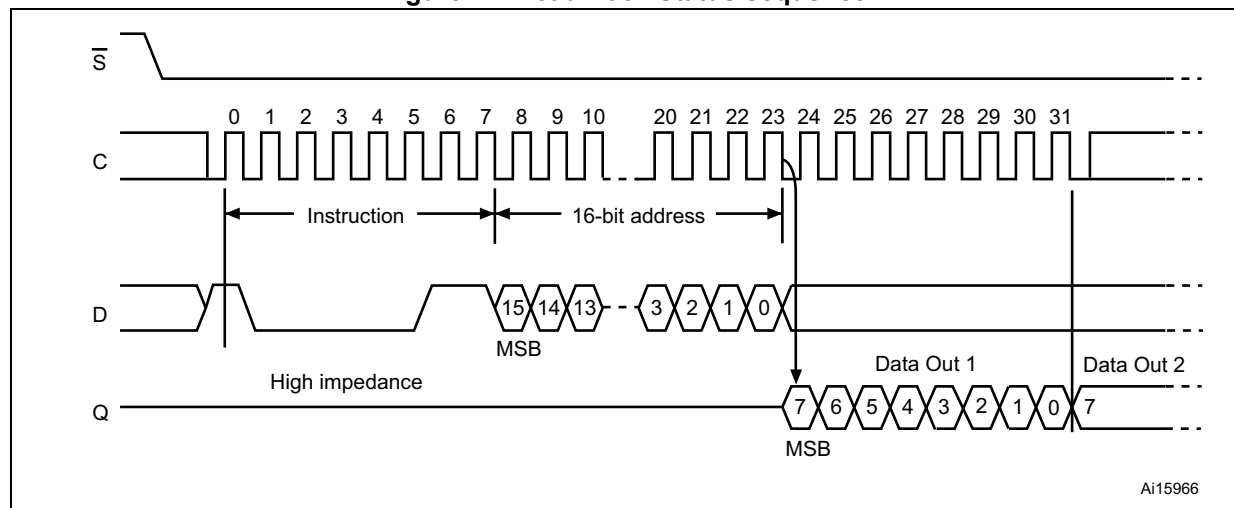 S
0 1 2 3 4 5 6 7 8 9 10 20 21 22 23 24 25 26 27 28 29 30 31
C
Instruction 16-bit address
D 15 14 13 3 2 1 0
MSB
High impedance Data Out 1 Data Out 2
Q 7 6 5 4 3 2 1 0 7
MSB
Ai15966